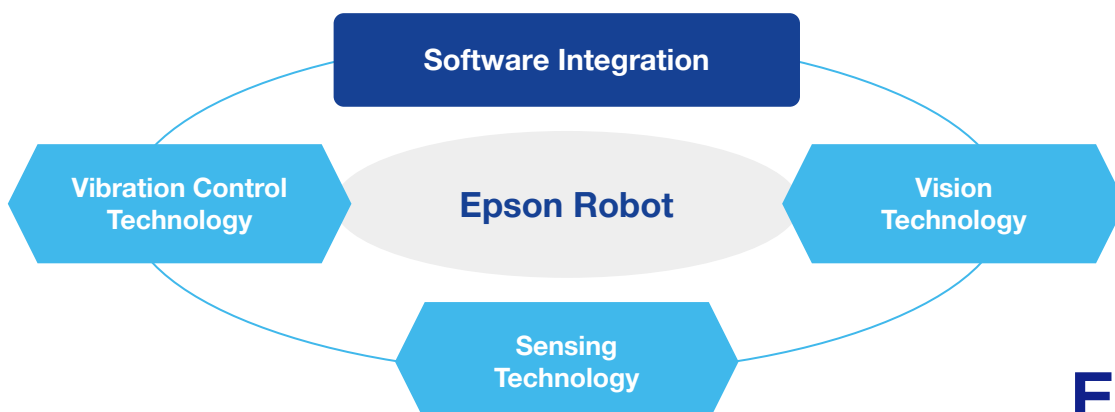 Software Integration
Vibration Control
Technology
Epson Robot
Vision
Technology
Sensing
Technology